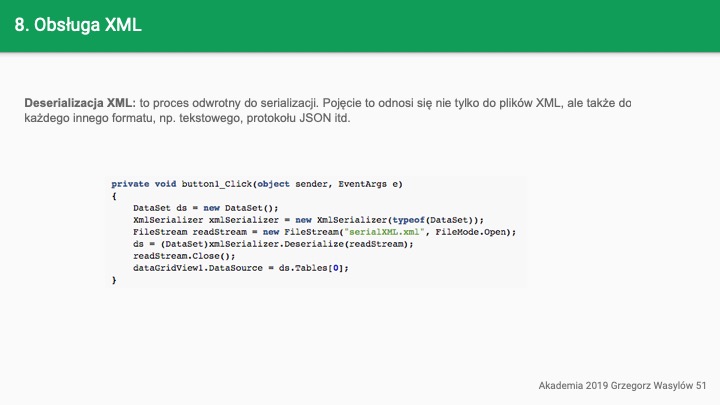 8. Obsługa XML
Deserializacja XML: to proces odwrotny do serializacji. Pojęcie to odnosi się nie tylko do plików XML, ale także do
każdego innego formatu, np. tekstowego, protokołu JSON itd.
private void button1_Click(object sender, EventArgs e)
{
DataSet ds = new DataSet();
XmlSerializer xmlSerializer = new XmlSerializer(typeof(DataSet));
FileStream readStream = new FileStream("serialXML.xml", FileMode.Open);
ds = (DataSet)xmlSerializer.Deserialize(readStream);
readStream.Close();
dataGridView1.DataSource = ds.Tables[0];
}
Akademia 2019 Grzegorz Wasylów 51